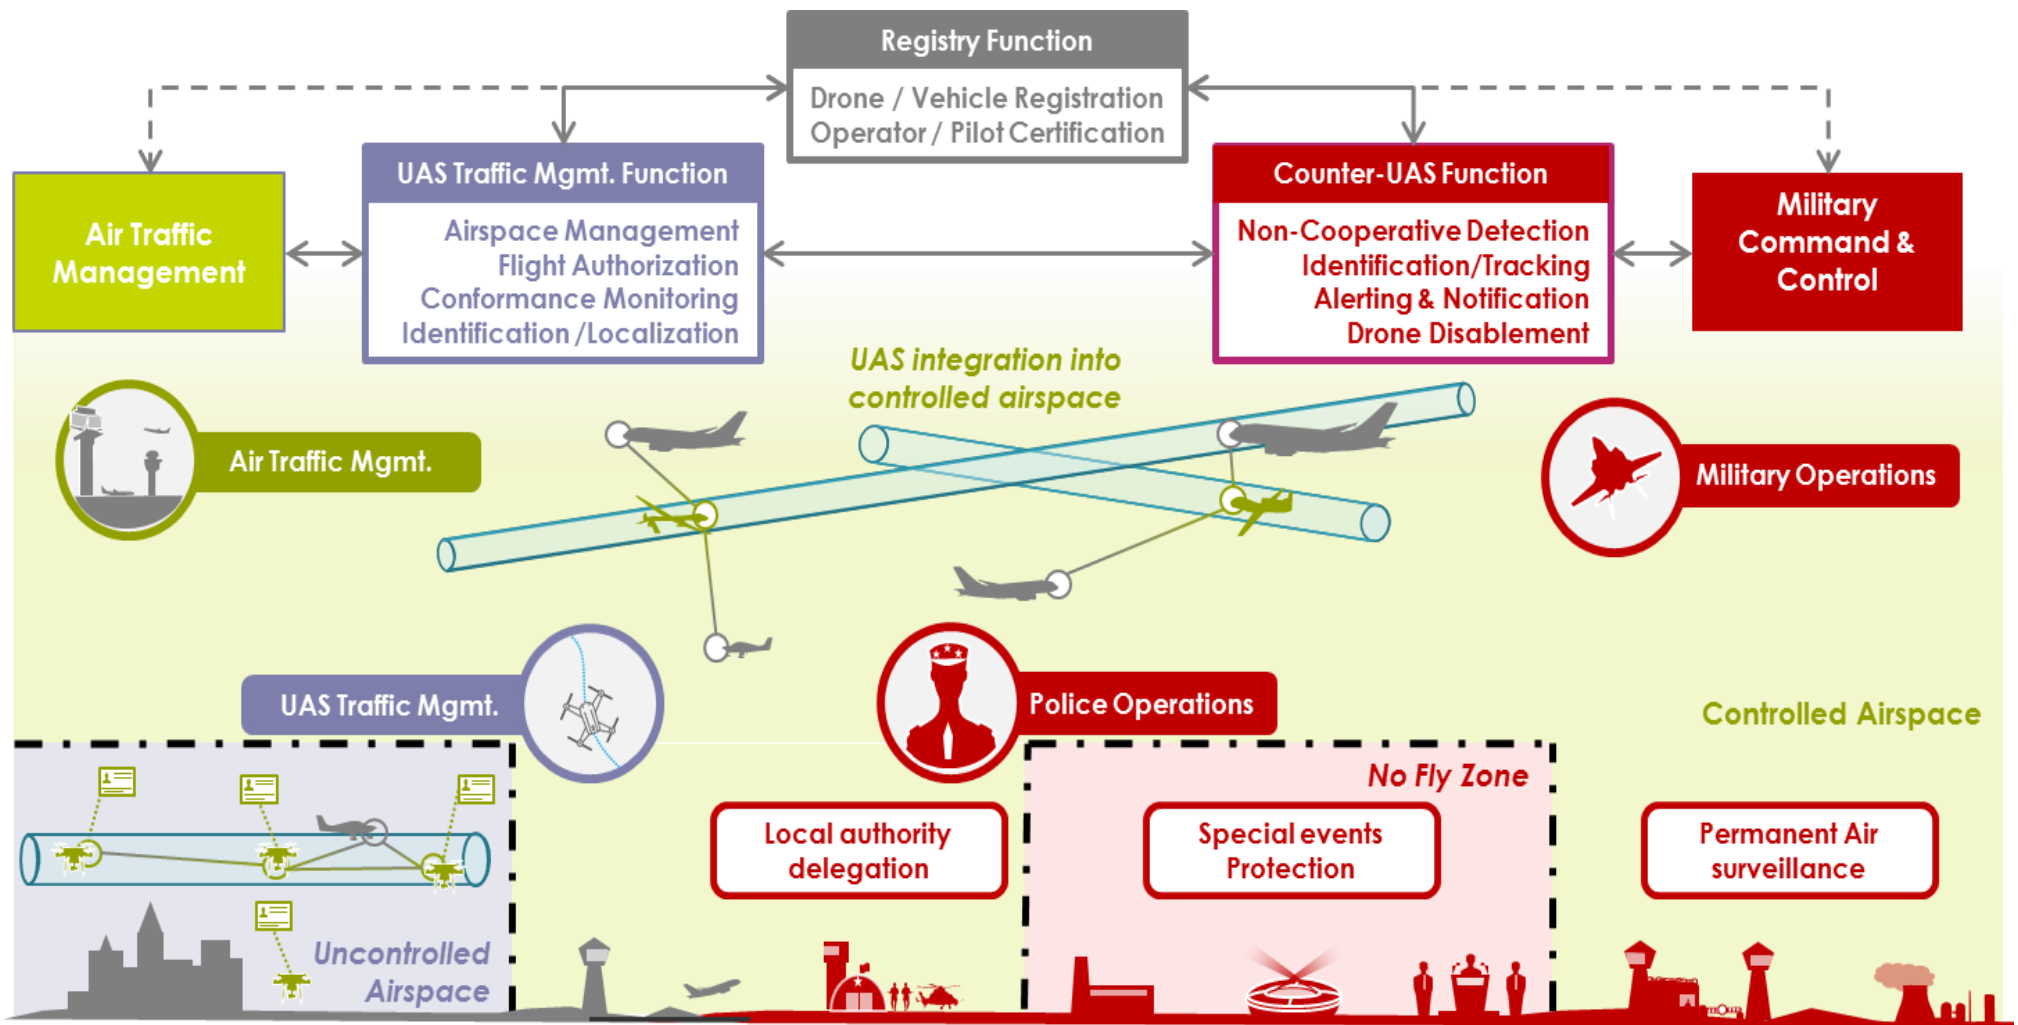 Registry Function
Drone / Vehicle Registration
Operator / Pilot Certification
Air Traffic
Management
UAS Traffic Mgmt. Function
Airspace Management
Flight Authorization
Conformance Monitoring
Identification /Localization
Counter-UAS Function
Non-Cooperative Detection
Identification/Tracking
Alerting & Notification
Drone Disablement
Military
Command &
Control
UAS integration into
controlled airspace
Air Traffic Mgmt.
Military Operations
UAS Traffic Mgmt.
Police Operations
Controlled Airspace
No Fly Zone
Local authority
delegation
Special events
Protection
Permanent Air
surveillance
Uncontrolled
Airspace